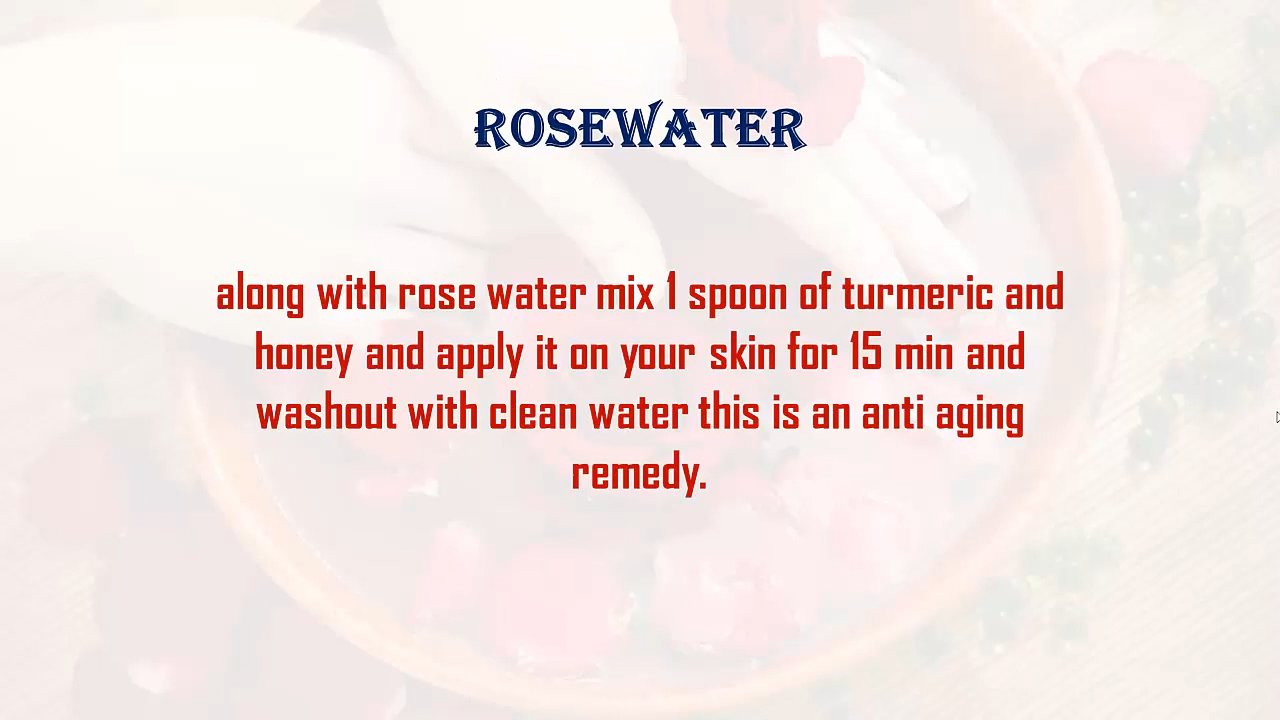 ROSEWATER
along with rose water mix 1 spoon of turmeric and
honey and apply it on your skin for 15 min and
washout with clean water this is an anti aging
remedy.